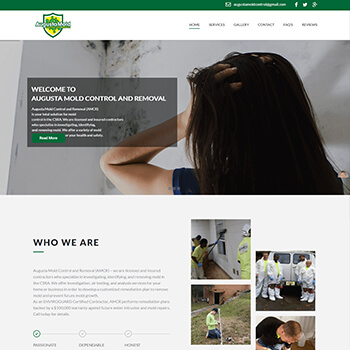 augustamoldcontrol@gmail.com
Augusta Mold
HOME SERVICES GALLERY CONTACT FAQ'S REVIEWS
WELCOME TO
AUGUSTA MOLD CONTROL AND REMOVAL
Augusta Mold Control and Removal (AMCR)
is your total solution for mold
control in the CSRA. We are licensed and insured contractors
who specialize in investigating, identifying,
and removing mold. We offer a variety of mold
your health and safety.
Read More
WHO WE ARE
Augusta Mold Control and Removal (AMCR) – we are licensed and insured
contractors who specialize in investigating, identifying, and removing mold in
the CSRA. We offer investigation, air testing, and analysis services for your
home or business in order to develop a customized remediation plan to remove
mold and prevent future mold growth.
As an ENVIROGUARD Certified Contractor, AMCR performs remediation plans
backed by a $ warranty against future water intrusion and mold repairs.
Call today for details.
PASSIONATE DEPENDABLE HONEST